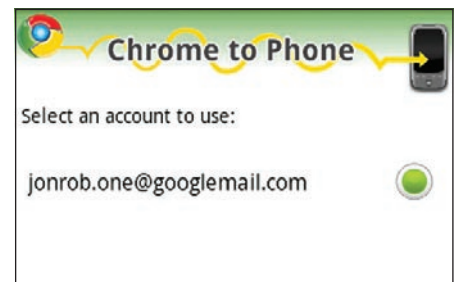 Chrome to Phone
Select an account to use:
jonrob.one@googlemail.com